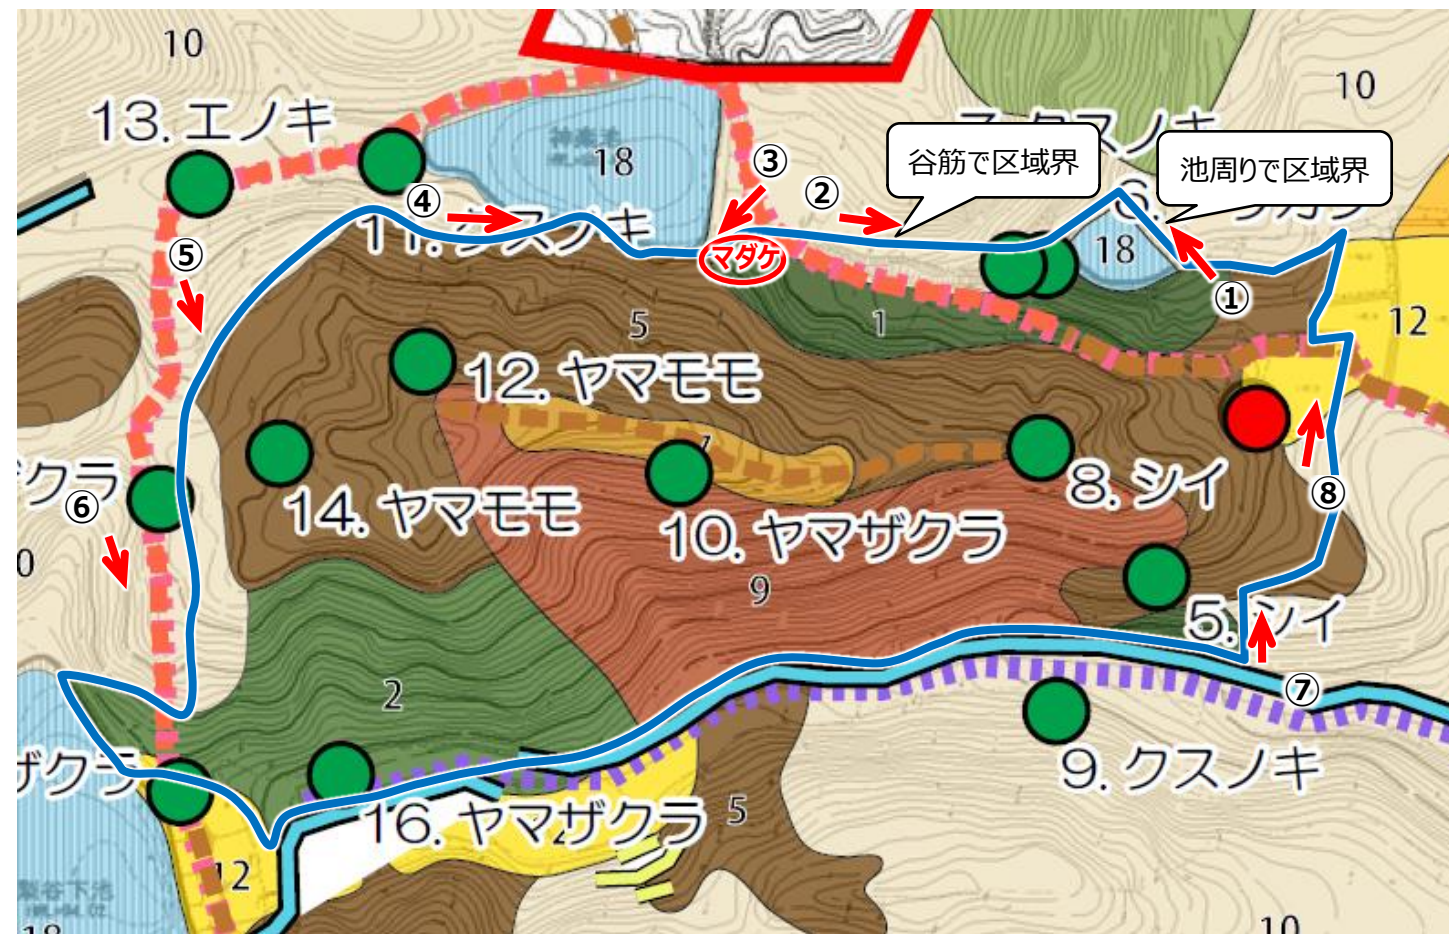 10
10
13. エノキ
神楽池
18
③
谷筋で区域界
池周りで区域界
②
④
11. クスノキ
マダケ
18
①
⑤
5
1
12
12. ヤマモモ
クラ
⑥
14. ヤマモモ
10. ヤマザクラ
8. シイ
⑧
9
5. シイ
2
⑦
ザクラ
9. クスノキ
16. ヤマザクラ
5
12
18
10